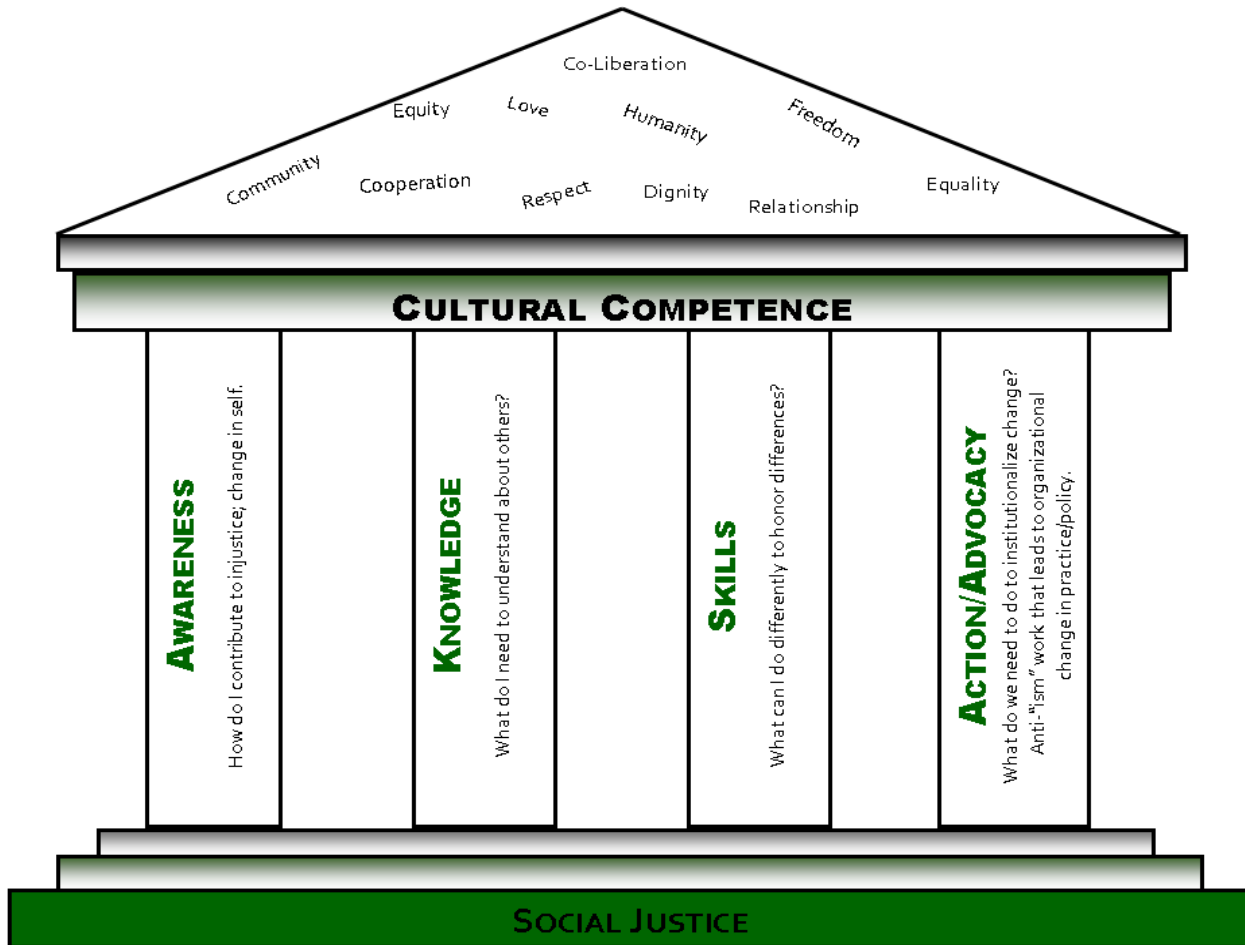 Co-Liberation
Equity
Love
Humanity
Freedom
Community
Cooperation
Respect
Dignity
Relationship
Equality
CULTURAL COMPETENCE
AWARENESS
How do I contribute to injustice; change in self.
KNOWLEDGE
What do I need to understand about others?
SKILLS
What can I do differently to honor differences?
ACTION/ADVOCACY
What do we need to do to institutionalize change?
Anti-"ism" work that leads to organizational
change in practice/policy.
SOCIAL JUSTICE